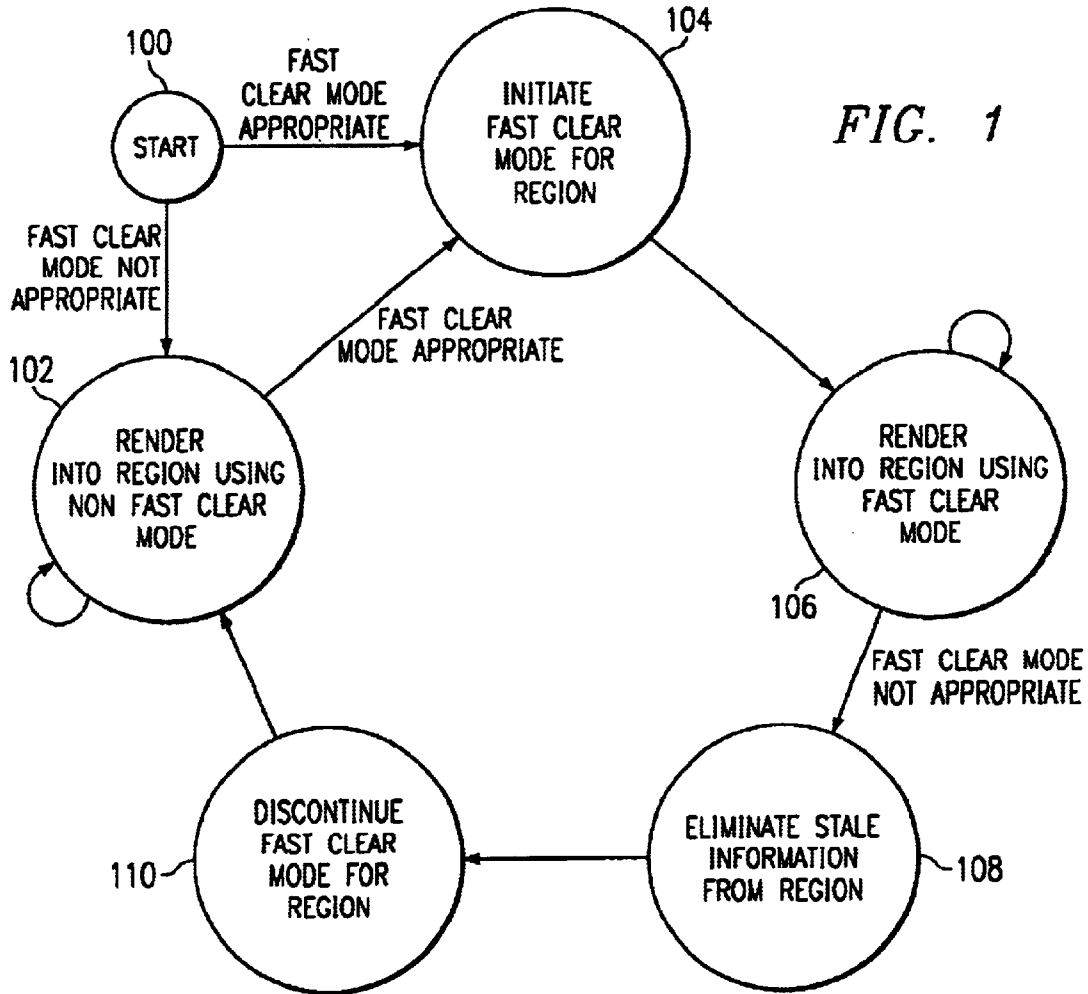 100
START
FAST
CLEAR MODE
APPROPRIATE
104
INITIATE
FAST CLEAR
MODE FOR
REGION
FIG. 1
FAST CLEAR
MODE NOT
APPROPRIATE
FAST CLEAR
MODE APPROPRIATE
102
RENDER
INTO REGION USING
NON FAST CLEAR
MODE
RENDER
INTO REGION USING
FAST CLEAR
MODE
106
FAST CLEAR MODE
NOT APPROPRIATE
DISCONTINUE
FAST CLEAR
MODE FOR
REGION
110
ELIMINATE STALE
INFORMATION
FROM REGION
108